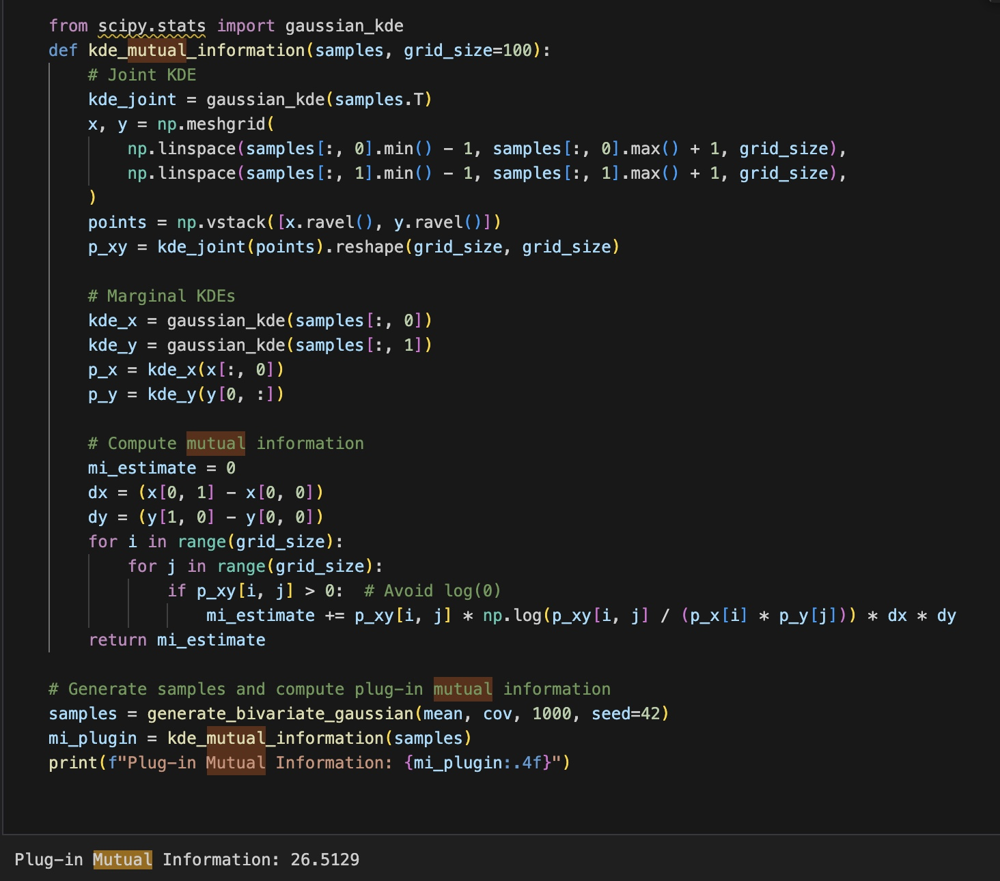 from scipy.stats import gaussian_kde
def kde_mutual_information(samples, grid_size=100):
    # Joint KDE
    kde_joint = gaussian_kde(samples.T)
    x, y = np.meshgrid(
        np.linspace(samples[:, 0].min() - 1, samples[:, 0].max() + 1, grid_size),
        np.linspace(samples[:, 1].min() - 1, samples[:, 1].max() + 1, grid_size),
    )
    points = np.vstack([x.ravel(), y.ravel()])
    p_xy = kde_joint(points).reshape(grid_size, grid_size)

    # Marginal KDEs
    kde_x = gaussian_kde(samples[:, 0])
    kde_y = gaussian_kde(samples[:, 1])
    p_x = kde_x(x[:, 0])
    p_y = kde_y(y[0, :])

    # Compute mutual information
    mi_estimate = 0
    dx = (x[0, 1] - x[0, 0])
    dy = (y[1, 0] - y[0, 0])
    for i in range(grid_size):
        for j in range(grid_size):
            if p_xy[i, j] > 0:  # Avoid log(0)
                mi_estimate += p_xy[i, j] * np.log(p_xy[i, j] / (p_x[i] * p_y[j])) * dx * dy
    return mi_estimate

# Generate samples and compute plug-in mutual information
samples = generate_bivariate_gaussian(mean, cov, 1000, seed=42)
mi_plugin = kde_mutual_information(samples)
print(f"Plug-in Mutual Information: {mi_plugin:.4f}")
Plug-in Mutual Information: 26.5129